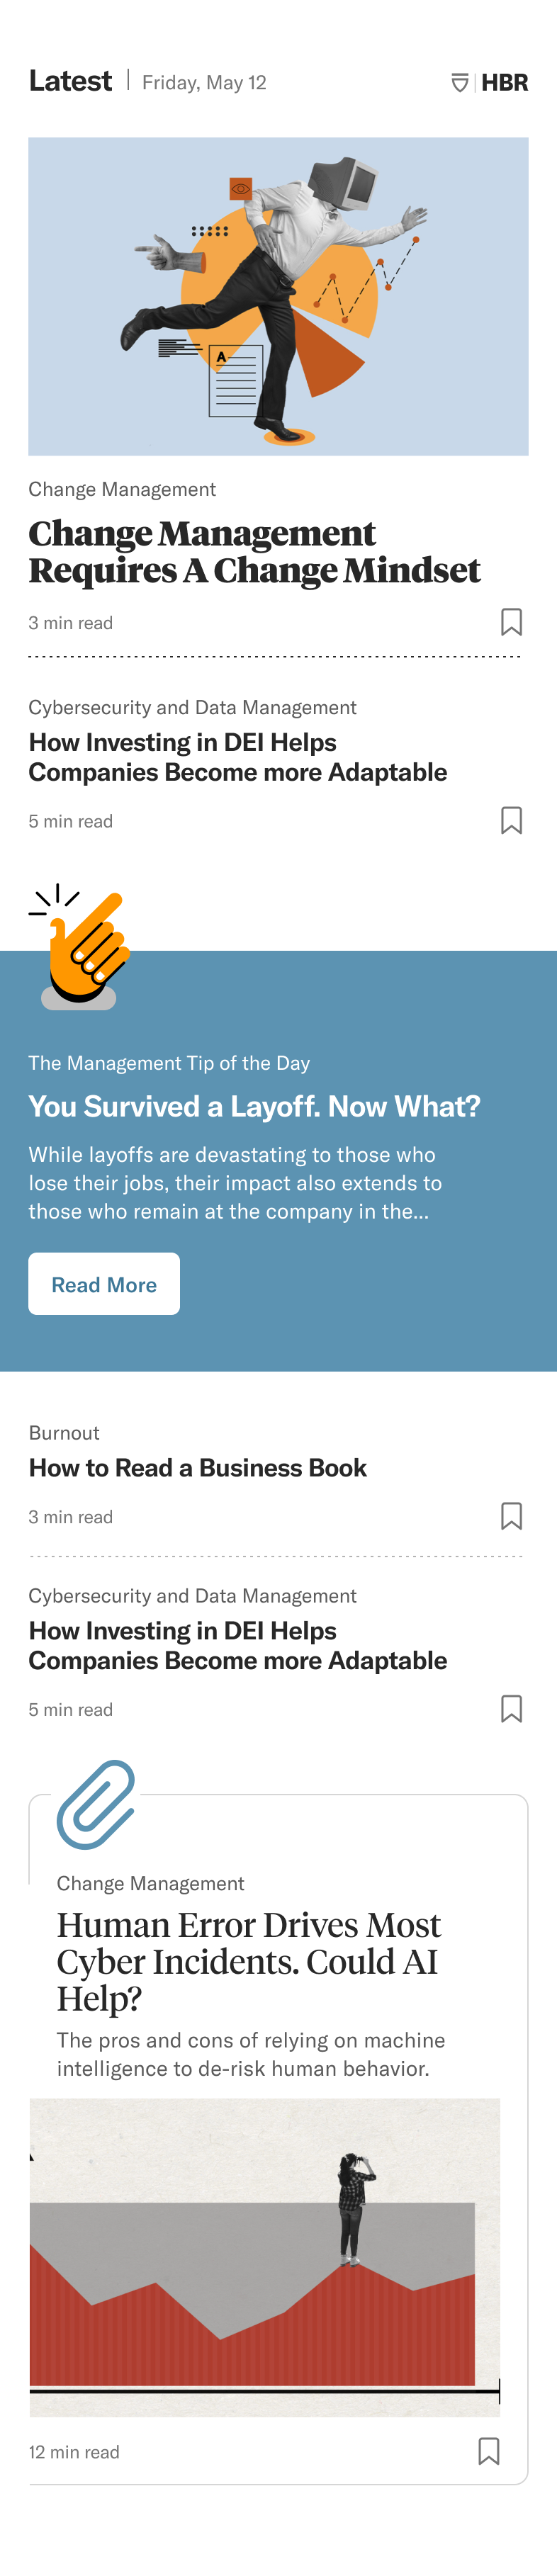 Latest | Friday, May 12
HBR
A
Change Management
Change Management
Requires A Change Mindset
3 min read
Cybersecurity and Data Management
How Investing in DEI Helps
Companies Become more Adaptable
5 min read
The Management Tip of the Day
You Survived a Layoff. Now What?
While layoffs are devastating to those who
lose their jobs, their impact also extends to
those who remain at the company in the...
Read More
Burnout
How to Read a Business Book
3 min read
Cybersecurity and Data Management
How Investing in DEI Helps
Companies Become more Adaptable
5 min read
Change Management
Human Error Drives Most
Cyber Incidents. Could AI
Help?
The pros and cons of relying on machine
intelligence to de-risk human behavior.
12 min read